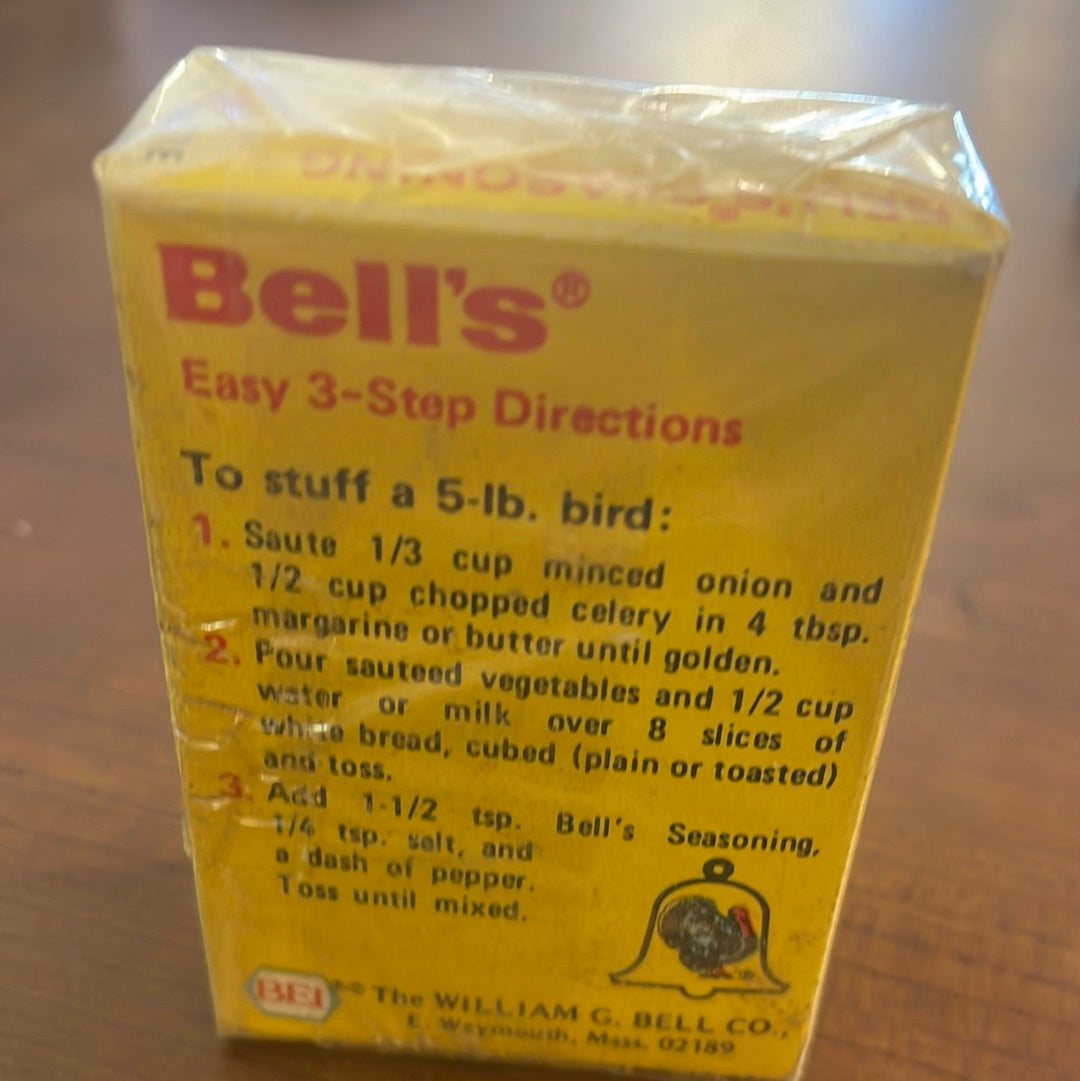 BELL'S® SEASONING
Bell's®
Easy 3-Step Directions
To stuff a 5-lb. bird:
1. Saute 1/3 cup minced onion and
1/2 cup chopped celery in 4 tbsp.
margarine or butter until golden.
2. Pour sauteed vegetables and 1/2 cup
water or milk over 8 slices of
white bread, cubed (plain or toasted)
and toss.
3. Add 1-1/2 tsp. Bell's Seasoning,
1/4 tsp. salt, and
a dash of pepper.
Toss until mixed.
BEI
The WILLIAM G. BELL CO.,
E. Weymouth, Mass. 02189